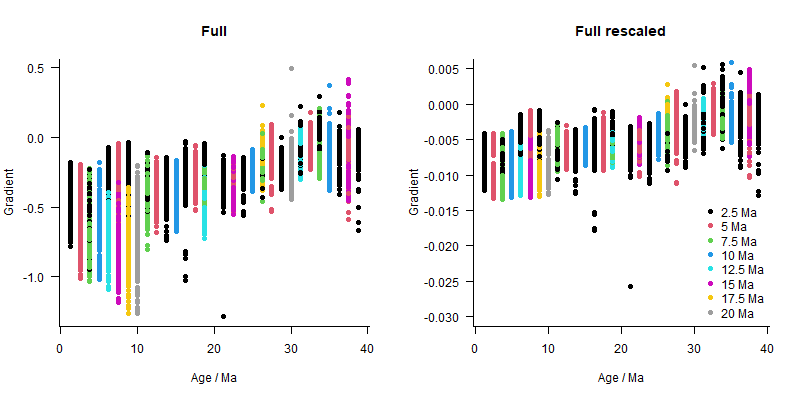 Full
Full rescaled
Gradient
0.5
0.0
-0.5
-1.0
0
10
20
30
40
Age / Ma
Gradient
0.005
0.000
-0.005
-0.010
-0.015
-0.020
-0.025
-0.030
0
10
20
30
40
Age / Ma
2.5 Ma
5 Ma
7.5 Ma
10 Ma
12.5 Ma
15 Ma
17.5 Ma
20 Ma